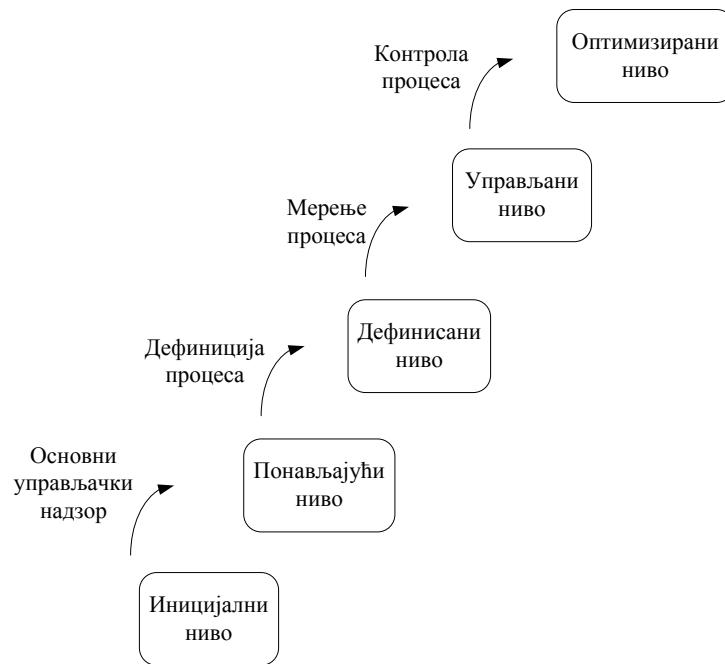 Оптимизирани
ниво
Контрола
процеса
Управљани
ниво
Мерење
процеса
Дефинисани
ниво
Дефиниција
процеса
Понављајући
ниво
Основни
управљачки
надзор
Иницијални
ниво